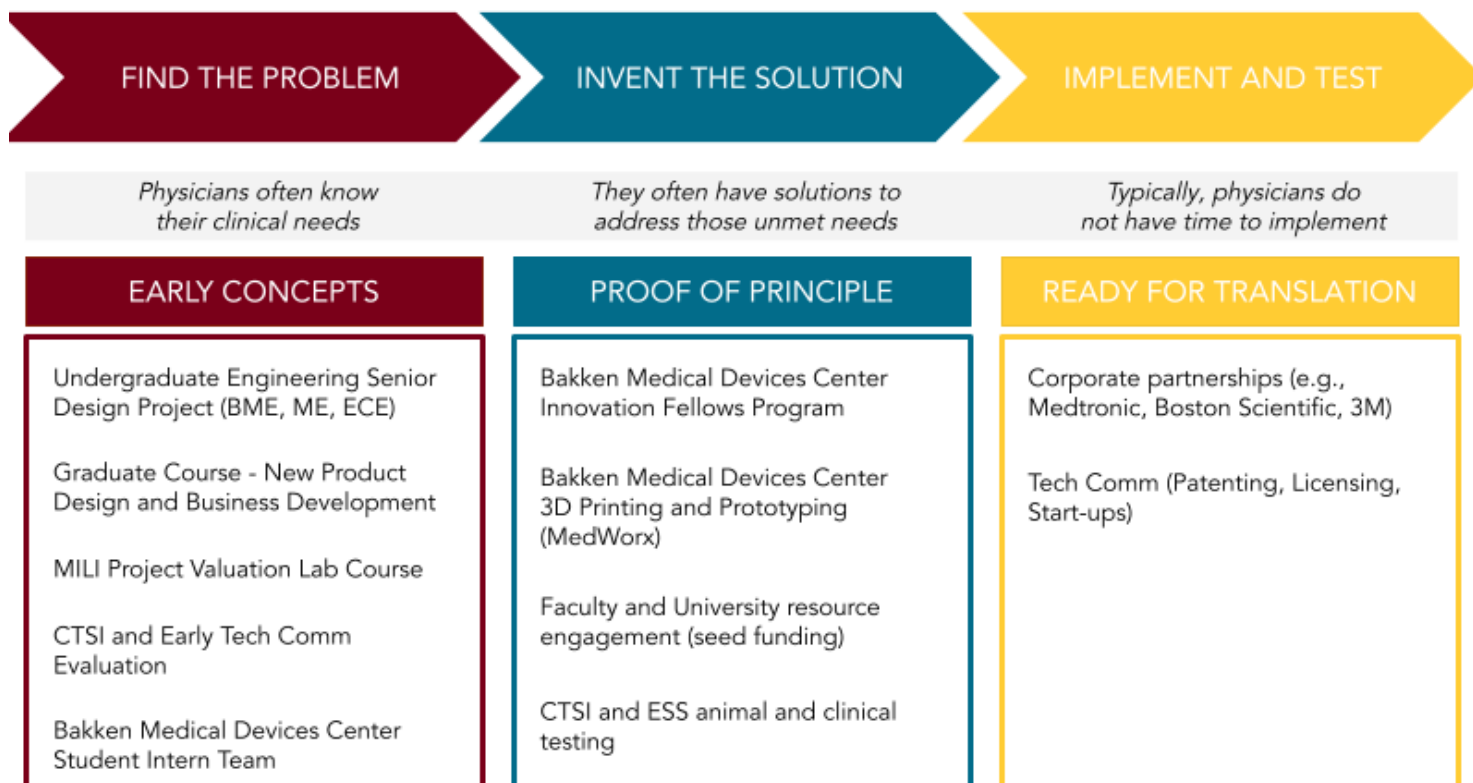 FIND THE PROBLEM
INVENT THE SOLUTION
IMPLEMENT AND TEST
Physicians often know
their clinical needs
They often have solutions to
address those unmet needs
Typically, physicians do
not have time to implement
EARLY CONCEPTS
Undergraduate Engineering Senior
Design Project (BME, ME, ECE)
Graduate Course - New Product
Design and Business Development
MILI Project Valuation Lab Course
CTSI and Early Tech Comm
Evaluation
Bakken Medical Devices Center
Student Intern Team
PROOF OF PRINCIPLE
Bakken Medical Devices Center
Innovation Fellows Program
Bakken Medical Devices Center
3D Printing and Prototyping
(MedWorx)
Faculty and University resource
engagement (seed funding)
CTSI and ESS animal and clinical
testing
READY FOR TRANSLATION
Corporate partnerships (e.g.,
Medtronic, Boston Scientific, 3M)
Tech Comm (Patenting, Licensing,
Start-ups)